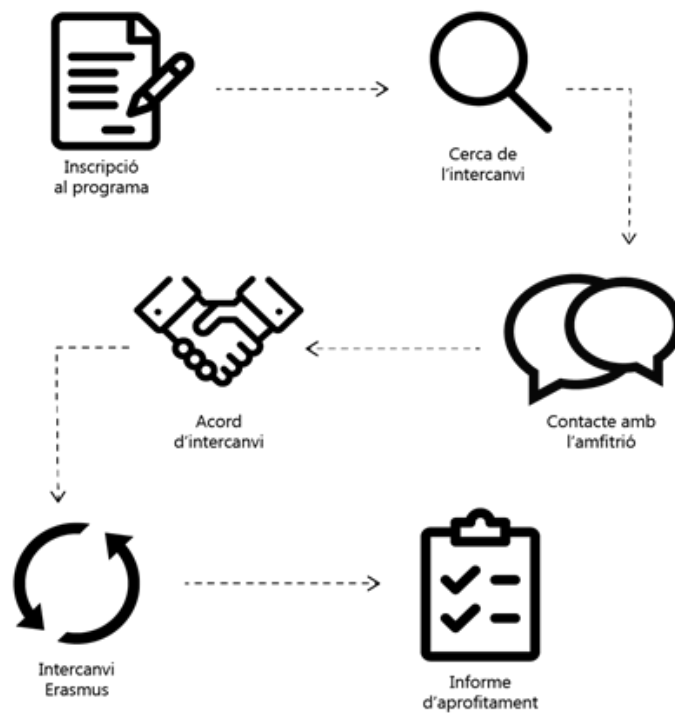 Inscripció
al programa
Cerca de
l'intercanvi
Contacte amb
l'amfitrió
Acord
d'intercanvi
Intercanvi
Erasmus
Informe
d'aprofitament